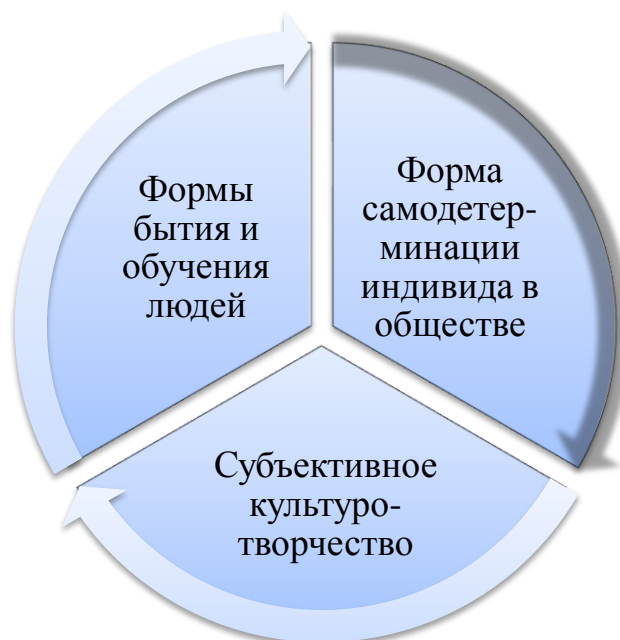 Формы
бытия и
обучения
людей
Форма
самодетер-
минации
индивида в
обществе
Субъективное
культуро-
творчество